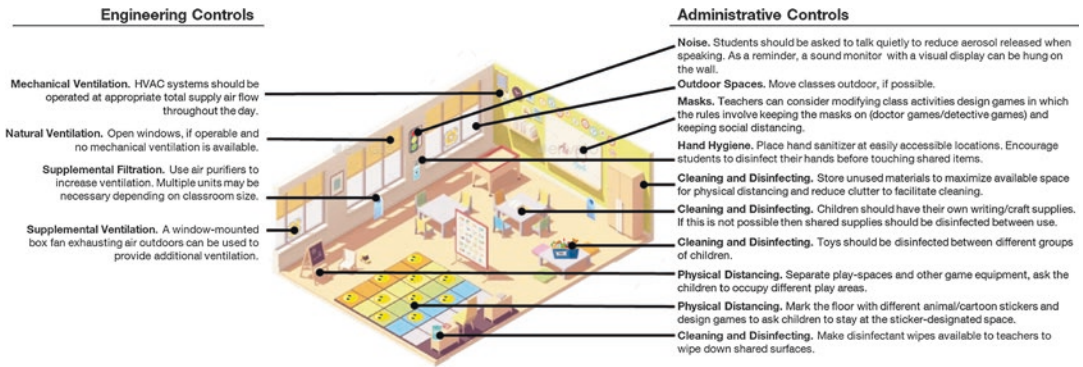 Engineering Controls
Mechanical Ventilation. HVAC systems should be
operated at appropriate total supply air flow
throughout the day.
Natural Ventilation. Open windows, if operable and
no mechanical ventilation is available.
Supplemental Filtration. Use air purifiers to
increase ventilation. Multiple units may be
necessary depending on classroom size.
Supplemental Ventilation. A window-mounted
box fan exhausting air outdoors can be used to
provide additional ventilation.
Administrative Controls
Noise. Students should be asked to talk quietly to reduce aerosol released when
speaking. As a reminder, a sound monitor with a visual display can be hung on
the wall.
Outdoor Spaces. Move classes outdoor, if possible.
Masks. Teachers can consider modifying class activities design games in which
the rules involve keeping the masks on (doctor games/detective games) and
keeping social distancing.
Hand Hygiene. Place hand sanitizer at easily accessible locations. Encourage
students to disinfect their hands before touching shared items.
Cleaning and Disinfecting. Store unused materials to maximize available space
for physical distancing and reduce clutter to facilitate cleaning.
Cleaning and Disinfecting. Children should have their own writing/craft supplies.
If this is not possible then shared supplies should be disinfected between use.
Cleaning and Disinfecting. Toys should be disinfected between different groups
of children.
Physical Distancing. Separate play-spaces and other game equipment, ask the
children to occupy different play areas.
Physical Distancing. Mark the floor with different animal/cartoon stickers and
design games to ask children to stay at the sticker-designated space.
Cleaning and Disinfecting. Make disinfectant wipes available to teachers to
wipe down shared surfaces.